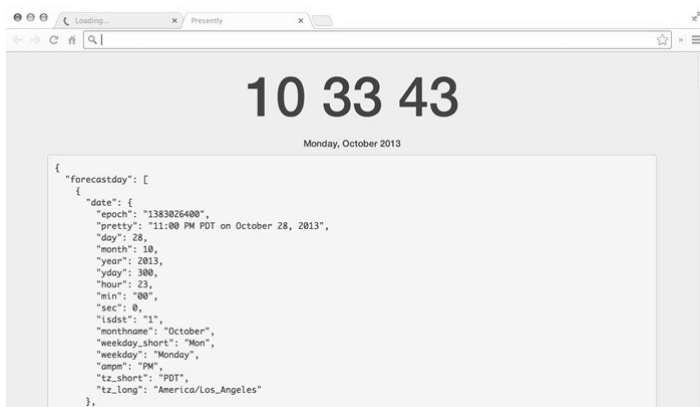 Loading...
Presently
10 33 43
Monday, October 2013
{
"forecastday": [
{
"date": {
"epoch": "1383026400",
"pretty": "11:00 PM PDT on October 28, 2013",
"day": 28,
"month": 10,
"year": 2013,
"yday": 300,
"hour": 23,
"min": "00",
"sec": 0,
"isdst": "1",
"monthname": "October",
"weekday_short": "Mon",
"weekday": "Monday",
"ampm": "PM",
"tz_short": "PDT",
"tz_long": "America/Los_Angeles"
},